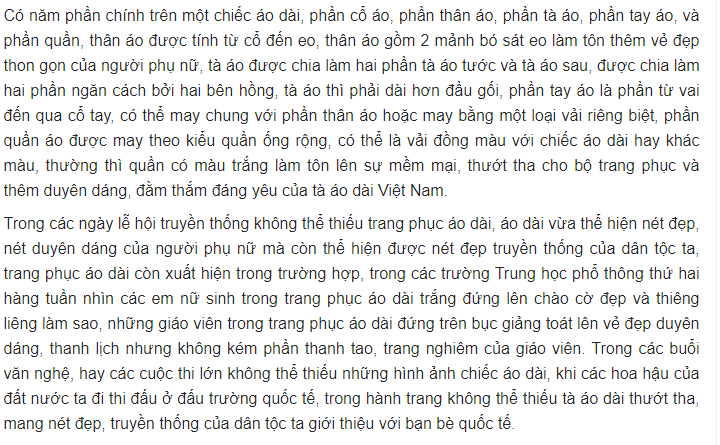 Có năm phần chính trên một chiếc áo dài, phần cổ áo, phần thân áo, phần tà áo, phần tay áo, và
phần quần, thân áo được tính từ cổ đến eo, thân áo gồm 2 mảnh bó sát eo làm tôn thêm vẻ đẹp
thon gọn của người phụ nữ, tà áo được chia làm hai phần tà áo tước và tà áo sau, được chia làm
hai phần ngăn cách bởi hai bên hồng, tà áo thì phải dài hơn đầu gối, phần tay áo là phần từ vai
đến qua cổ tay, có thể may chung với phần thân áo hoặc may bằng một loại vải riêng biệt, phần
quần áo được may theo kiểu quần ống rộng, có thể là vải đồng màu với chiếc áo dài hay khác
màu, thường thì quần có màu trắng làm tôn lên sự mềm mại, thướt tha cho bộ trang phục và
thêm duyên dáng, đằm thắm đáng yêu của tà áo dài Việt Nam.
Trong các ngày lễ hội truyền thống không thể thiếu trang phục áo dài, áo dài vừa thể hiện nét đẹp,
nét duyên dáng của người phụ nữ mà còn thể hiện được nét đẹp truyền thống của dân tộc ta,
trang phục áo dài còn xuất hiện trong trường hợp, trong các trường Trung học phổ thông thứ hai
hàng tuần nhìn các em nữ sinh trong trang phục áo dài trắng đứng lên chào cờ đẹp và thiêng
liêng làm sao, những giáo viên trong trang phục áo dài đứng trên bục giảng toát lên vẻ đẹp duyên
dáng, thanh lịch nhưng không kém phần thanh tao, trang nghiêm của giáo viên. Trong các buổi
văn nghệ, hay các cuộc thi lớn không thể thiếu những hình ảnh chiếc áo dài, khi các hoa hậu của
đất nước ta đi thi đấu ở đấu trường quốc tế, trong hành trang không thể thiếu tà áo dài thướt tha,
mang nét đẹp, truyền thống của dân tộc ta giới thiệu với bạn bè quốc tế.